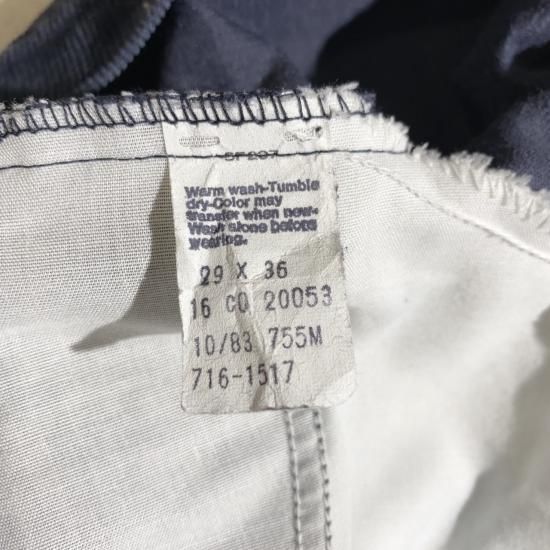 Warm wash-Tumble
dry-Color may
transfer when new-
Wash alone before
wearing.
29 X 36
16 CO 20053
10/83 755M
716-1517